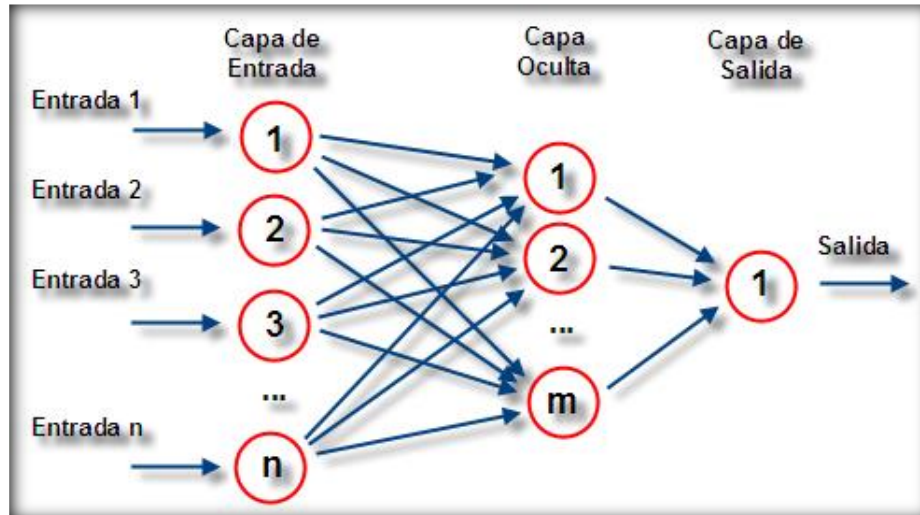 Capa de
Entrada
Capa
Oculta
Capa de
Salida
Entrada 1
1
Entrada 2
2
Entrada 3
3
...
Entrada n
n
1
2
...
m
1
Salida